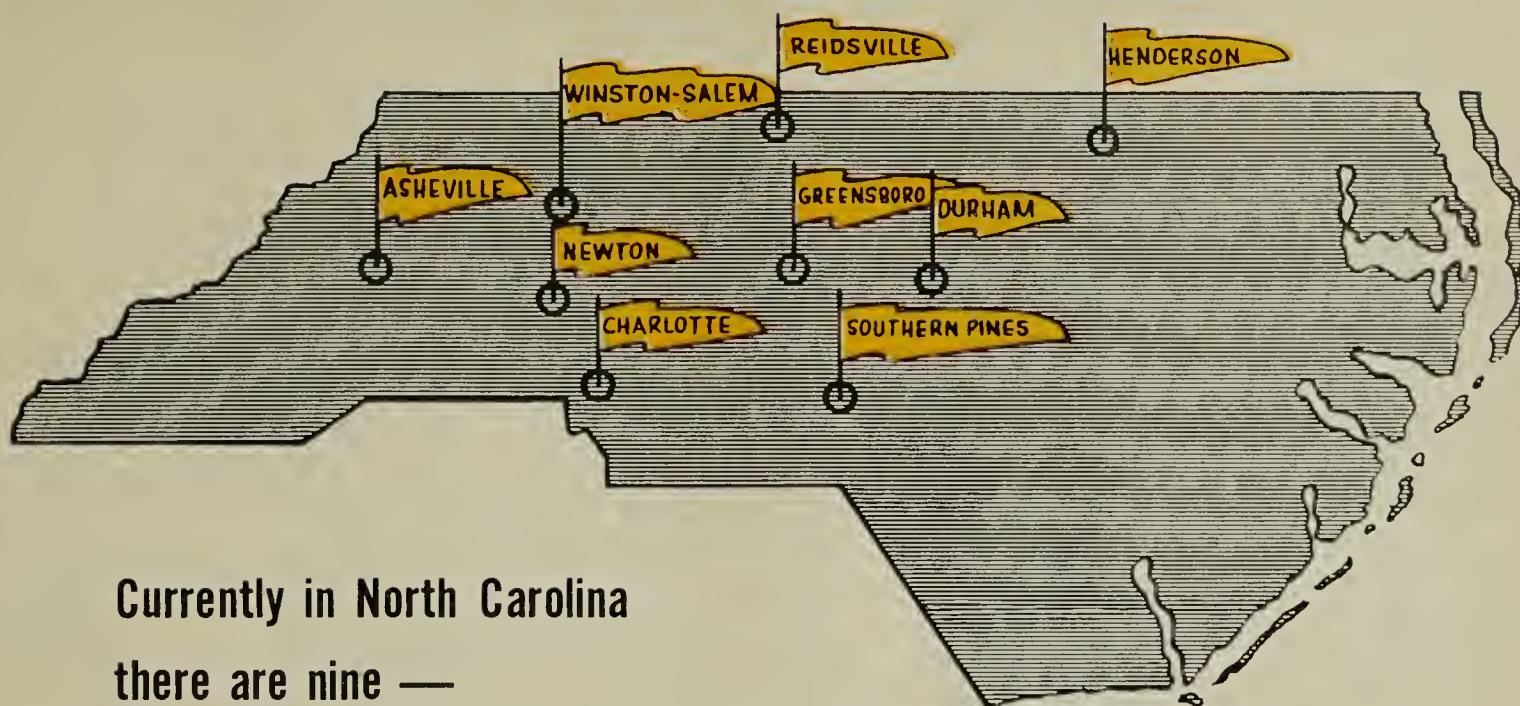 REIDSVILLE
HENDERSON
WINSTON-SALEM
ASHEVILLE
GREENSBORO
DURHAM
NEWTON
CHARLOTTE
SOUTHERN PINES
Currently in North Carolina
there are nine —